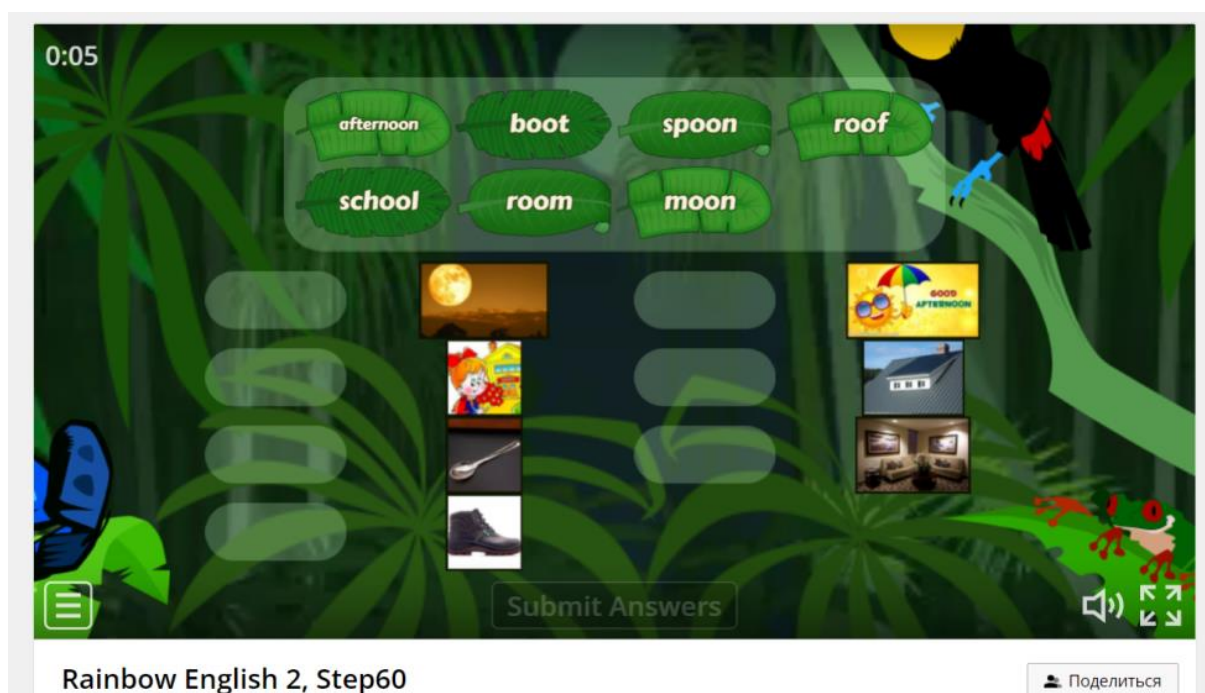 0:05
afternoon boot spoon roof
school room moon
GOOD
AFTERNOON
Submit Answers
Rainbow English 2, Step60
Поделиться